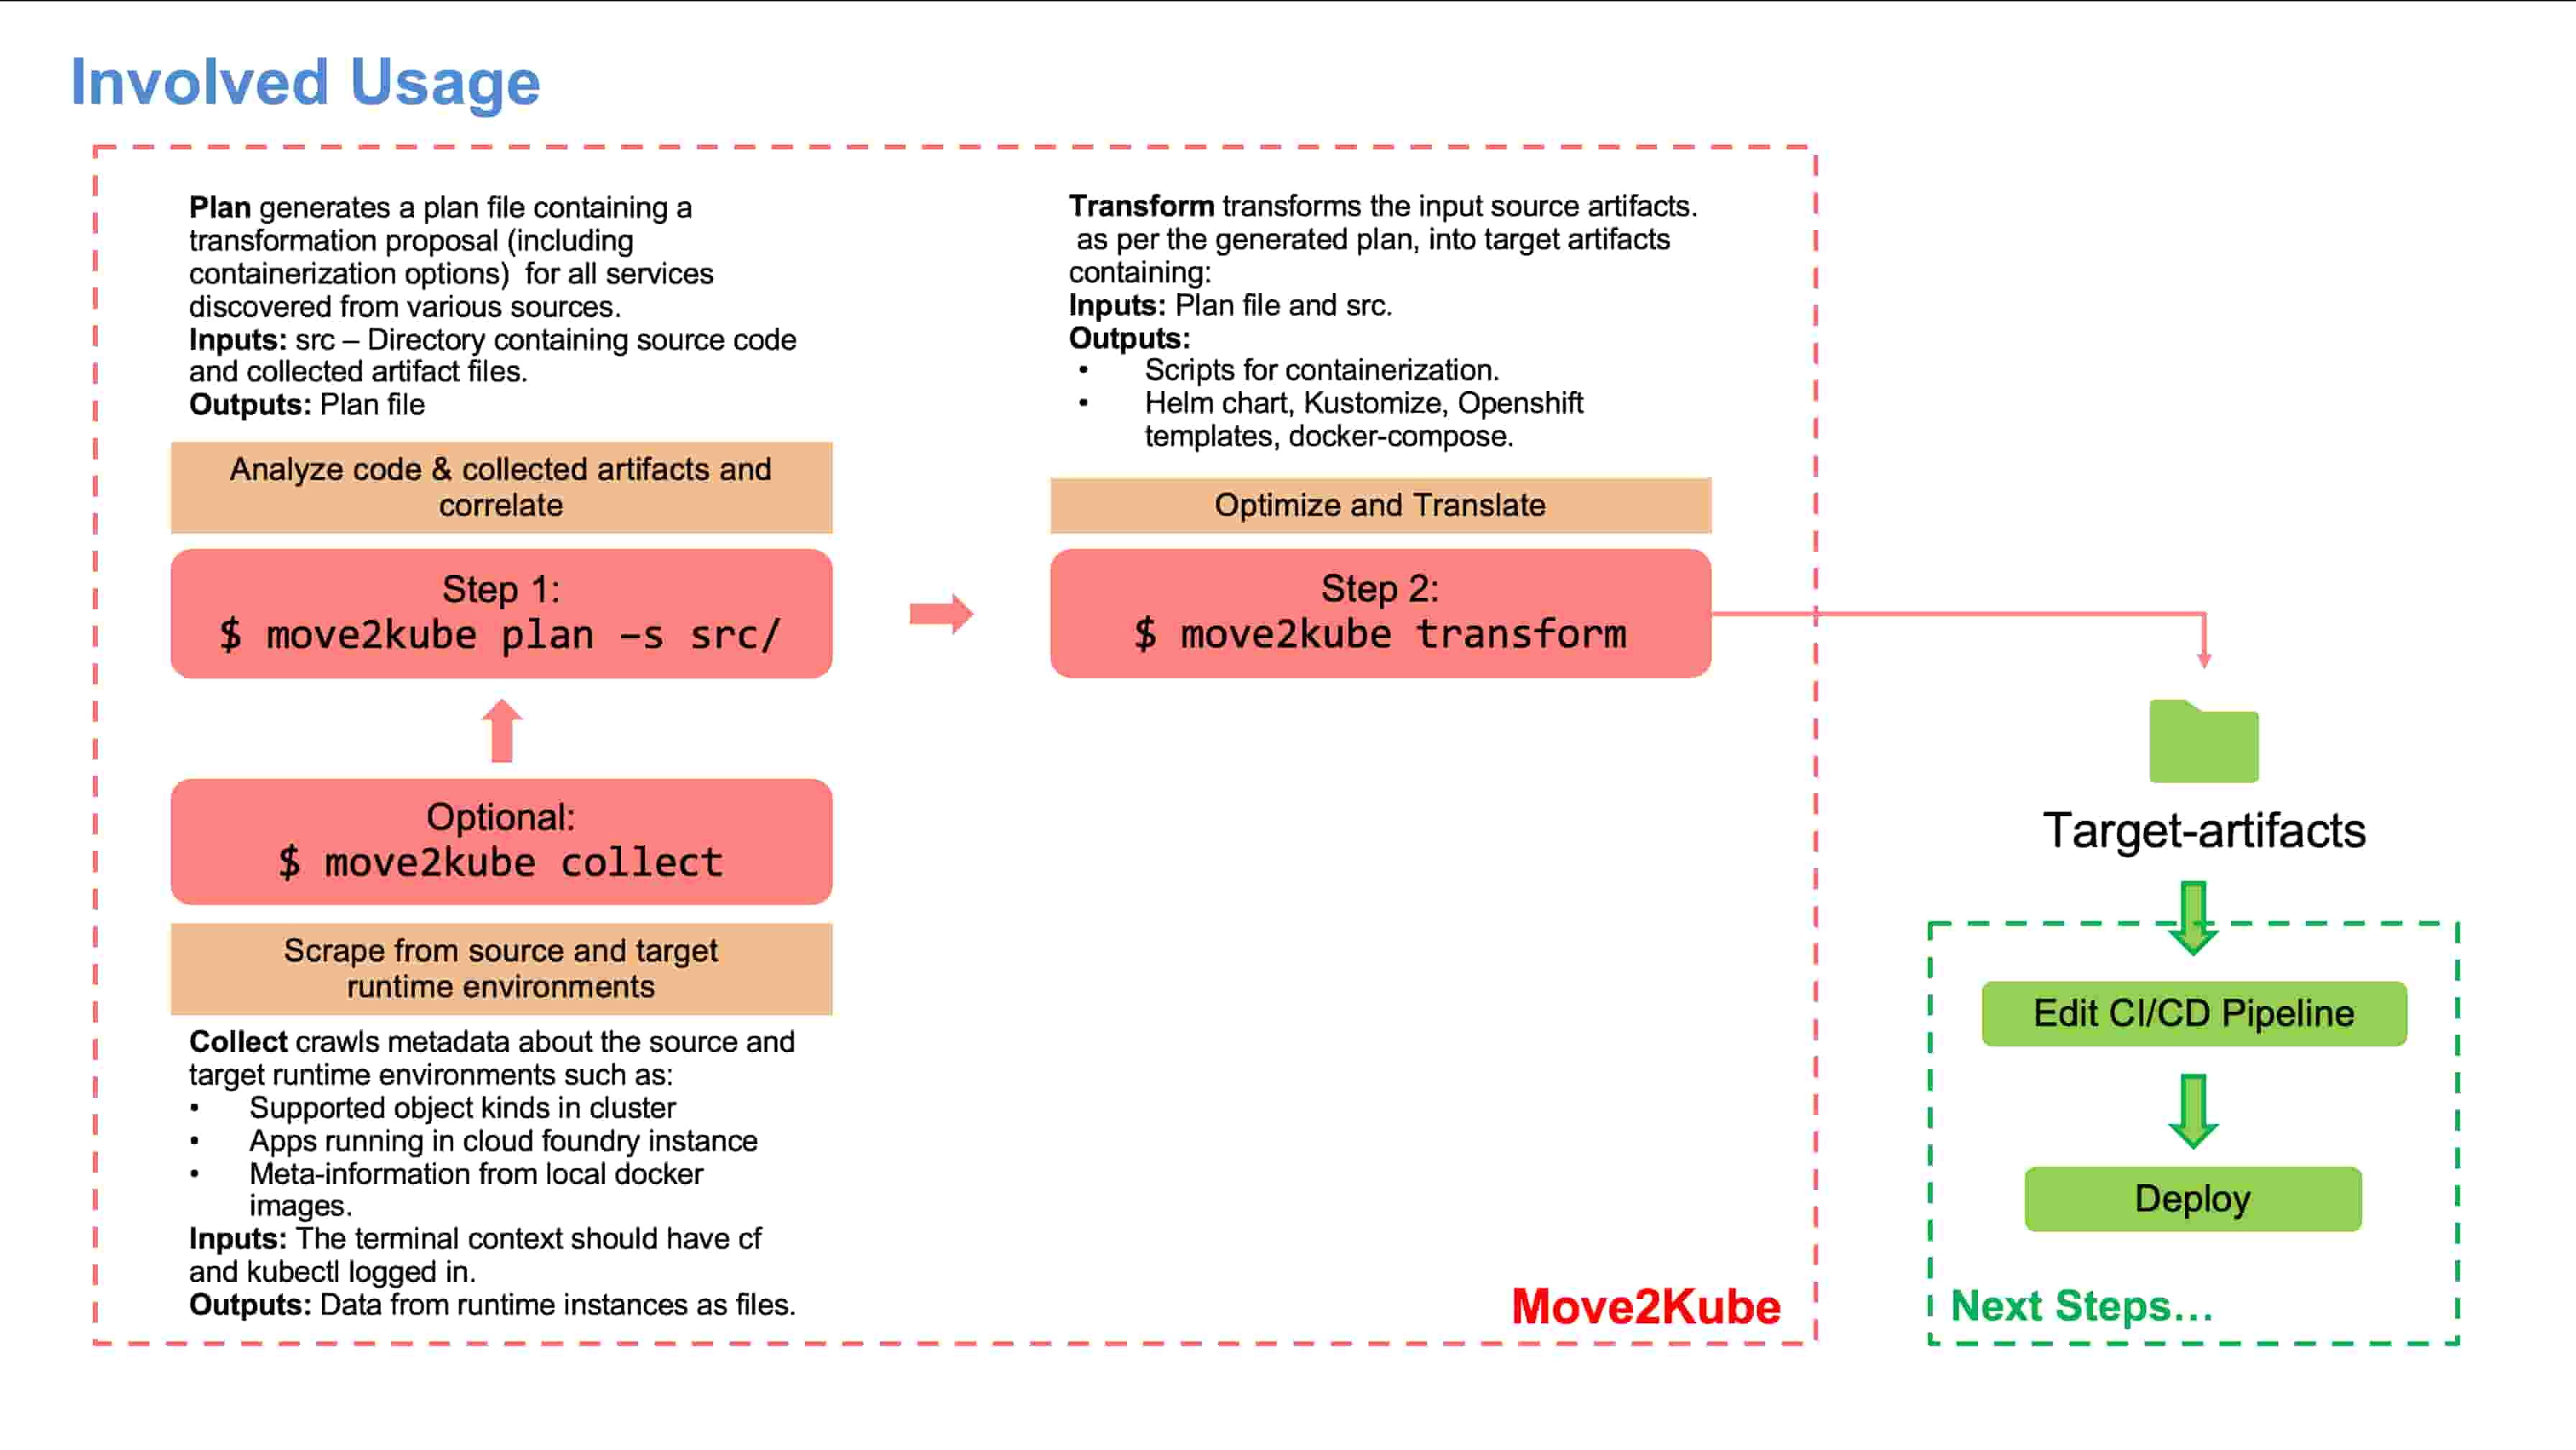 Involved Usage
Plan generates a plan file containing a
transformation proposal (including
containerization options)  for all services
discovered from various sources.
Inputs: src – Directory containing source code
and collected artifact files.
Outputs: Plan file
Analyze code & collected artifacts and
correlate
Step 1:
$ move2kube plan –s src/
Optional:
$ move2kube collect
Scrape from source and target
runtime environments
Collect crawls metadata about the source and
target runtime environments such as:
• Supported object kinds in cluster
• Apps running in cloud foundry instance
• Meta-information from local docker
images.
Inputs: The terminal context should have cf
and kubectl logged in.
Outputs: Data from runtime instances as files.
Transform transforms the input source artifacts.
as per the generated plan, into target artifacts
containing:
Inputs: Plan file and src.
Outputs:
• Scripts for containerization.
• Helm chart, Kustomize, Openshift
templates, docker-compose.
Optimize and Translate
Step 2:
$ move2kube transform
Move2Kube
Target-artifacts
Edit CI/CD Pipeline
Deploy
Next Steps...